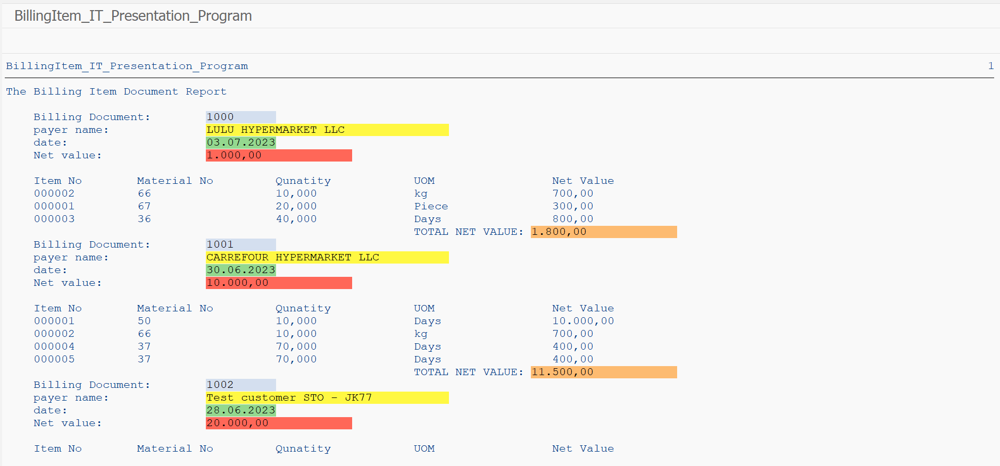 BillingItem_IT_Presentation_Program
BillingItem_IT_Presentation_Program 1
The Billing Item Document Report
Billing Document: 1000
payer name: LULU HYPERMARKET LLC
date: 03.07.2023
Net value: 1.000,00
Item No Material No Qunatity UOM Net Value
000002 66 10,000 kg 700,00
000001 67 20,000 Piece 300,00
000003 36 40,000 Days 800,00
TOTAL NET VALUE: 1.800,00
Billing Document: 1001
payer name: CARREFOUR HYPERMARKET LLC
date: 30.06.2023
Net value: 10.000,00
Item No Material No Qunatity UOM Net Value
000001 50 10,000 Days 10.000,00
000002 66 10,000 kg 700,00
000004 37 70,000 Days 400,00
000005 37 70,000 Days 400,00
TOTAL NET VALUE: 11.500,00
Billing Document: 1002
payer name: Test customer STO - JK77
date: 28.06.2023
Net value: 20.000,00
Item No Material No Qunatity UOM Net Value